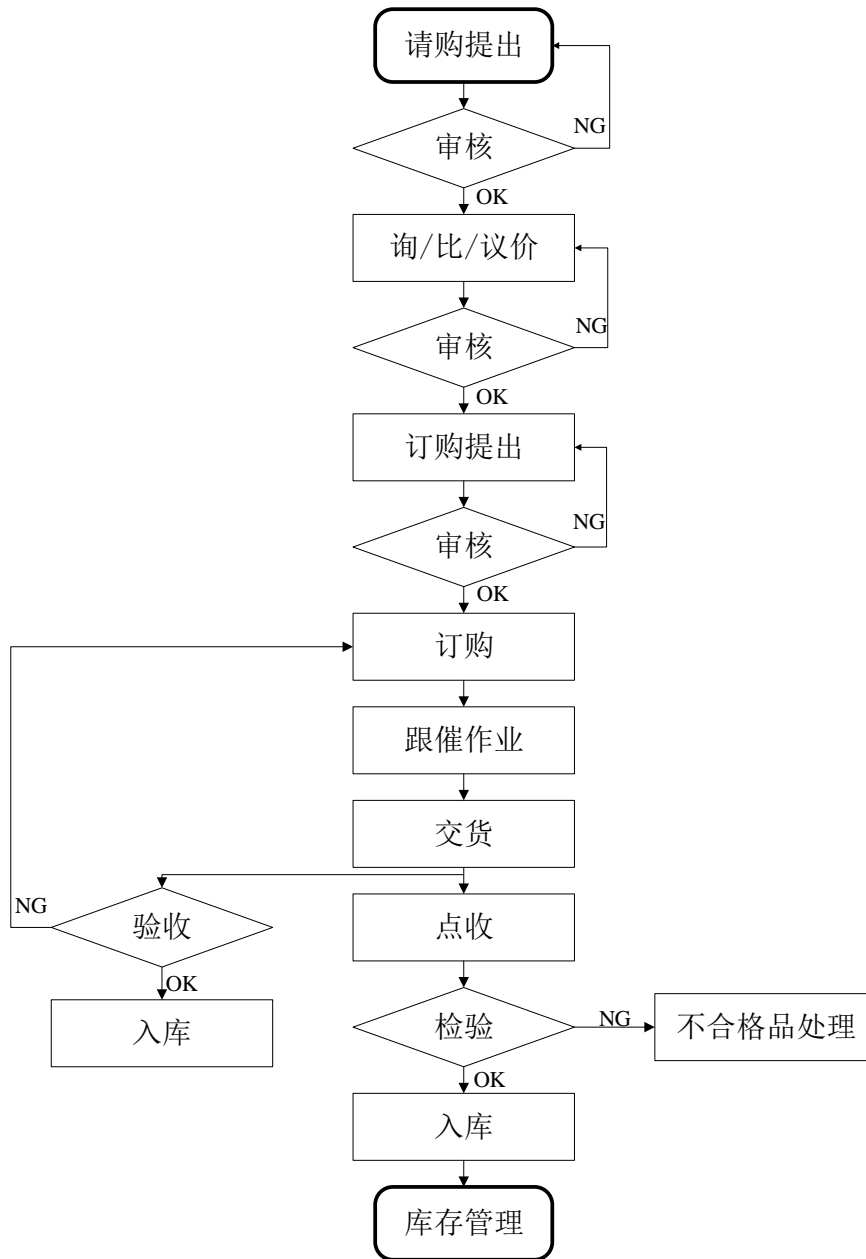 请购提出
NG
审核
OK
询/比/议价
NG
审核
OK
订购提出
NG
审核
OK
订购
跟催作业
交货
NG
验收
点收
OK
入库
检验
NG
不合格品处理
OK
入库
库存管理